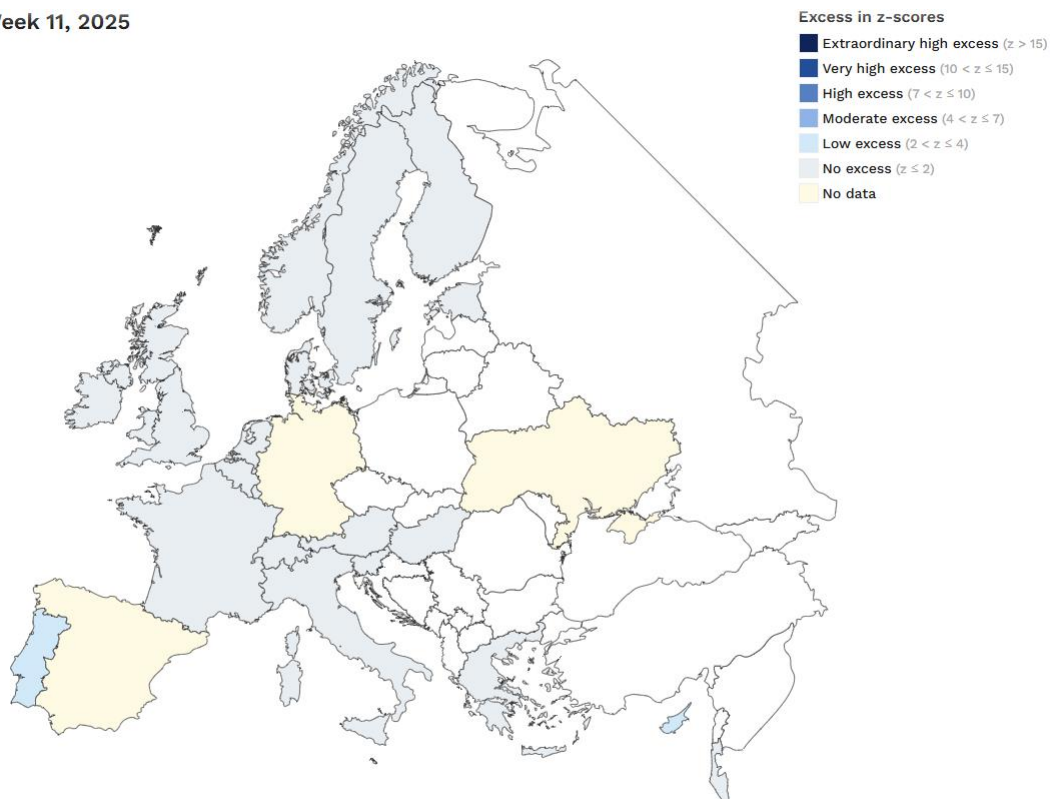 eek 11, 2025
Excess in z-scores
Extraordinary high excess (z > 15)
Very high excess (10 < z ≤ 15)
High excess (7 < z ≤ 10)
Moderate excess (4 < z ≤ 7)
Low excess (2 < z ≤ 4)
No excess (z ≤ 2)
No data